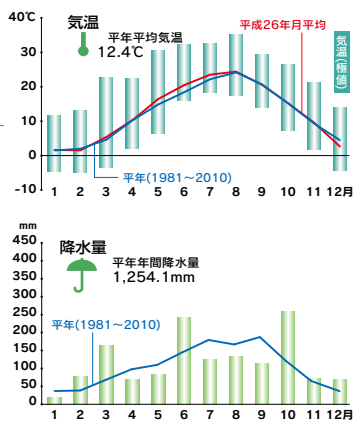 気温
平年平均気温
12.4℃
平成26年月平均
気温(極値)
40℃
30
20
10
0
-10
平年(1981〜2010)
1 2 3 4 5 6 7 8 9 10 11 12月
mm
450
400
350
300
250
200
150
100
50
0
降水量
平年年間降水量
1,254.1mm
平年(1981〜2010)
1 2 3 4 5 6 7 8 9 10 11 12月